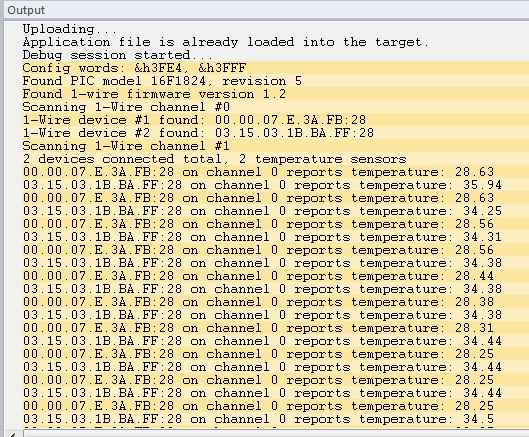 Output
Uploading...
Application file is already loaded into the target.
Debug session started...
Config words: &h3FE4, &h3FFF
Found PIC model 16F1824, revision 5
Found 1-wire firmware version 1.2
Scanning 1-Wire channel #0
1-Wire device #1 found: 00.00.07.E.3A.FB:28
1-Wire device #2 found: 03.15.03.1B.BA.FF:28
Scanning 1-Wire channel #1
2 devices connected total, 2 temperature sensors
00.00.07.E.3A.FB:28 on channel 0 reports temperature: 28.63
03.15.03.1B.BA.FF:28 on channel 0 reports temperature: 35.94
00.00.07.E.3A.FB:28 on channel 0 reports temperature: 28.63
03.15.03.1B.BA.FF:28 on channel 0 reports temperature: 34.25
00.00.07.E.3A.FB:28 on channel 0 reports temperature: 28.56
03.15.03.1B.BA.FF:28 on channel 0 reports temperature: 34.31
00.00.07.E.3A.FB:28 on channel 0 reports temperature: 28.56
03.15.03.1B.BA.FF:28 on channel 0 reports temperature: 34.38
00.00.07.E.3A.FB:28 on channel 0 reports temperature: 28.44
03.15.03.1B.BA.FF:28 on channel 0 reports temperature: 34.38
00.00.07.E.3A.FB:28 on channel 0 reports temperature: 28.38
03.15.03.1B.BA.FF:28 on channel 0 reports temperature: 34.38
00.00.07.E.3A.FB:28 on channel 0 reports temperature: 28.31
03.15.03.1B.BA.FF:28 on channel 0 reports temperature: 34.44
00.00.07.E.3A.FB:28 on channel 0 reports temperature: 28.25
03.15.03.1B.BA.FF:28 on channel 0 reports temperature: 34.44
00.00.07.E.3A.FB:28 on channel 0 reports temperature: 28.25
03.15.03.1B.BA.FF:28 on channel 0 reports temperature: 34.44
00.00.07.E.3A.FB:28 on channel 0 reports temperature: 28.25
03.15.03.1B.BA.FF:28 on channel 0 reports temperature: 34.5